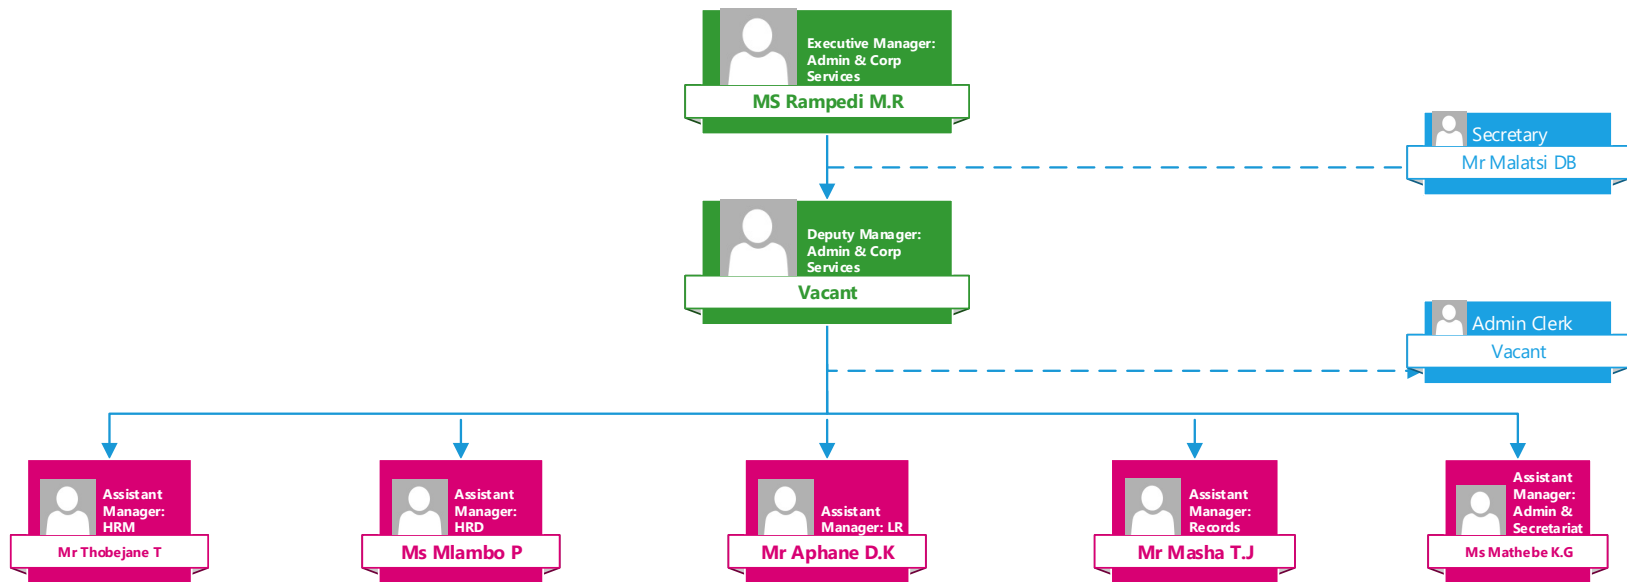 Executive Manager:
Admin & Corp
Services
MS Rampedi M.R
Secretary
Mr Malatsi DB
Deputy Manager:
Admin & Corp
Services
Vacant
Admin Clerk
Vacant
Assistant
Manager:
HRM
Mr Thobejane T
Assistant
Manager:
HRD
Ms Mlambo P
Assistant
Manager: LR
Mr Aphane D.K
Assistant
Manager:
Records
Mr Masha T.J
Assistant
Manager:
Admin &
Secretariat
Ms Mathebe K.G